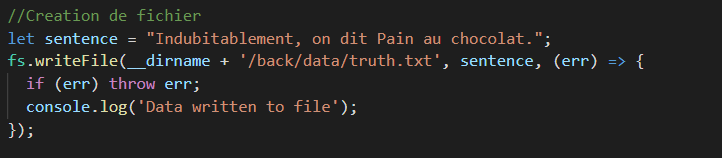 //Creation de fichier
let sentence = "Indubitablement, on dit Pain au chocolat.";
fs.writeFile(__dirname + '/back/data/truth.txt', sentence, (err) => {
  if (err) throw err;
  console.log('Data written to file');
});